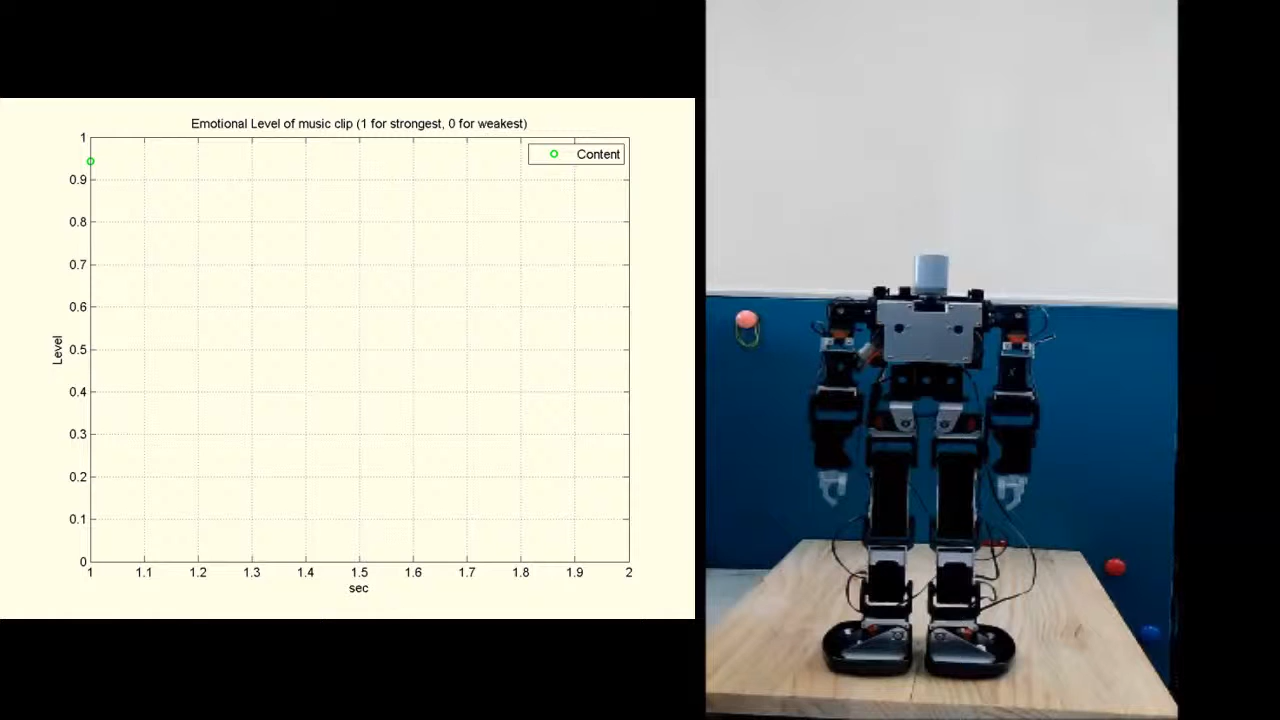 Emotional Level of music clip (1 for strongest, 0 for weakest)
Content
1
0.9
0.8
0.7
0.6
0.5
0.4
0.3
0.2
0.1
0
Level
1 1.1 1.2 1.3 1.4 1.5 1.6 1.7 1.8 1.9 2
sec